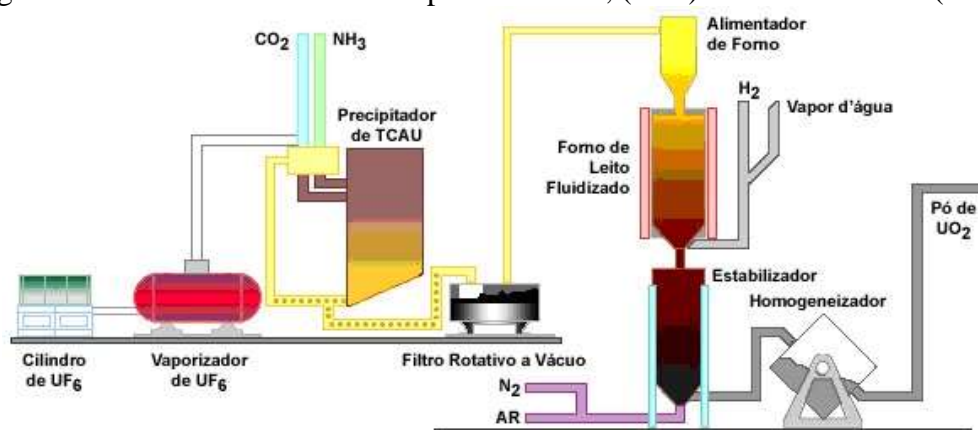 CO2
NH3
Precipitador
de TCAU
Alimentador
de Forno
H2
Vapor d'água
Forno de
Leito
Fluidizado
Pó de
UO2
Estabilizador
Homogeneizador
Cilindro
de UF6
Vaporizador
de UF6
Filtro Rotativo a Vácuo
N2
AR